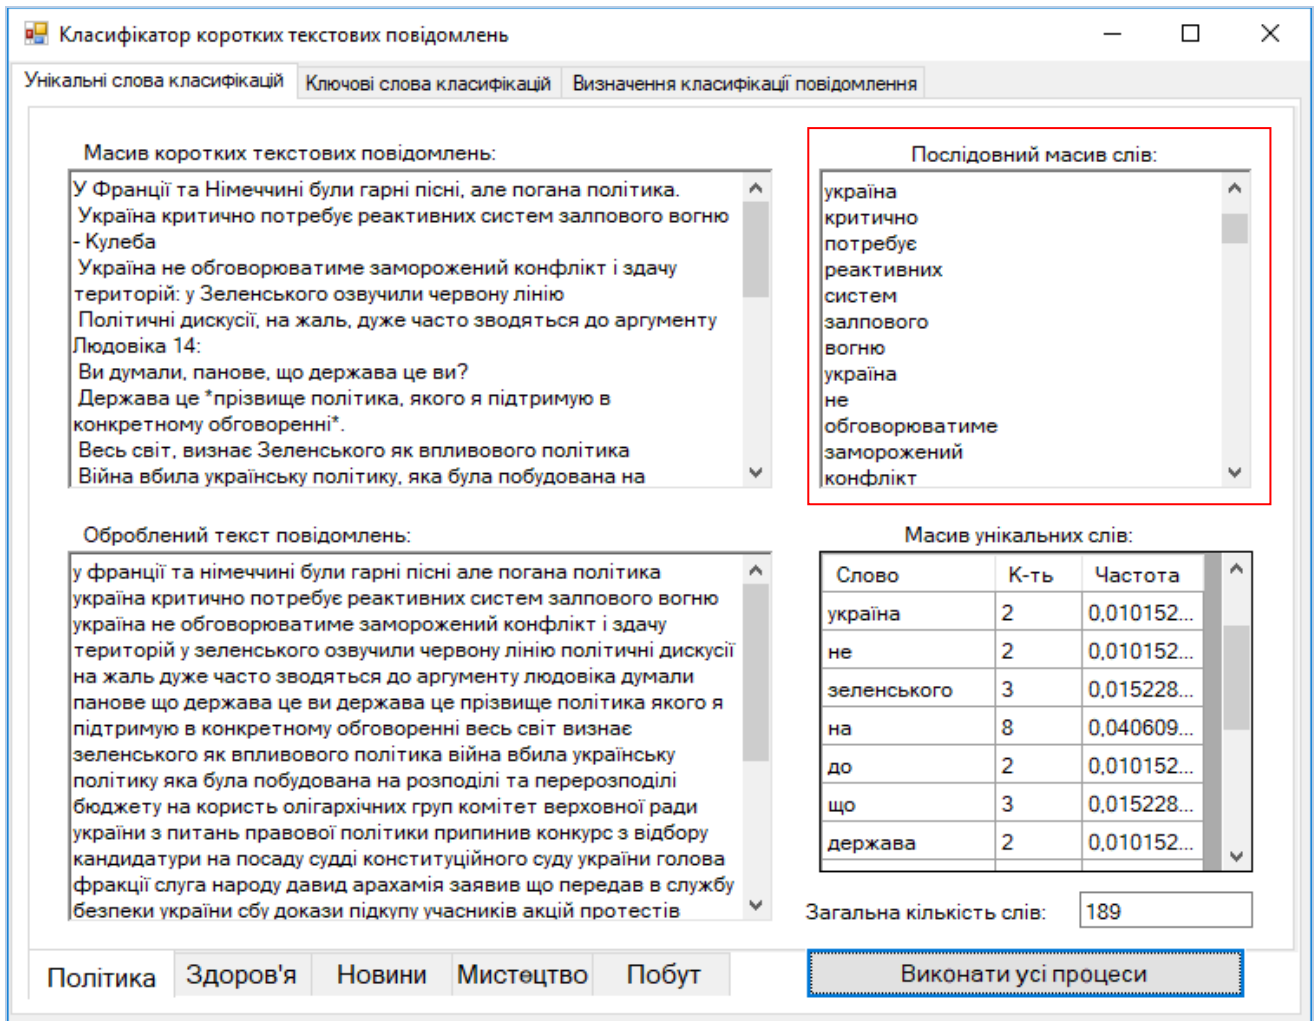 Класифікатор коротких текстових повідомлень
Унікальні слова класифікацій
Ключові слова класифікацій
Визначення класифікації повідомлення
Масив коротких текстових повідомлень:
У Франції та Німеччині були гарні пісні, але погана політика.
Україна критично потребує реактивних систем залпового вогню
- Кулеба
Україна не обговорюватиме заморожений конфлікт і здачу
територій: у Зеленського озвучили червону лінію
Політичні дискусії, на жаль, дуже часто зводяться до аргументу
Людовіка 14:
Ви думали, панове, що держава це ви?
Держава це *прізвище політика, якого я підтримую в
конкретному обговоренні*.
Весь світ, визнає Зеленського як впливового політика
Війна вбила українську політику, яка була побудована на
Послідовний масив слів:
україна
критично
потребує
реактивних
систем
залпового
вогню
україна
не
обговорюватиме
заморожений
конфлікт
Оброблений текст повідомлень:
у франції та німеччині були гарні пісні але погана політика
україна критично потребує реактивних систем залпового вогню
україна не обговорюватиме заморожений конфлікт і здачу
територій у зеленського озвучили червону лінію політичні дискусії
на жаль дуже часто зводяться до аргументу людовіка думали
панове що держава це ви держава це прізвище політика якого я
підтримую в конкретному обговоренні весь світ визнає
зеленського як впливового політика війна вбила українську
політику яка була побудована на розподілі та перерозподілі
бюджету на користь олігархічних груп комітет верховної ради
україни з питань правової політики припинив конкурс з відбору
кандидатури на посаду судді конституційного суду україни голова
фракції слуга народу давид арахамія заявив що передав в службу
безпеки україни сбу докази підкупу учасників акцій протестів
Масив унікальних слів:
Слово К-ть Частота
україна 2 0,010152...
не 2 0,010152...
зеленського 3 0,015228...
на 8 0,040609...
до 2 0,010152...
що 3 0,015228...
держава 2 0,010152...
Загальна кількість слів: 189
Політика
Здоров'я
Новини
Мистецтво
Побут
Виконати усі процеси